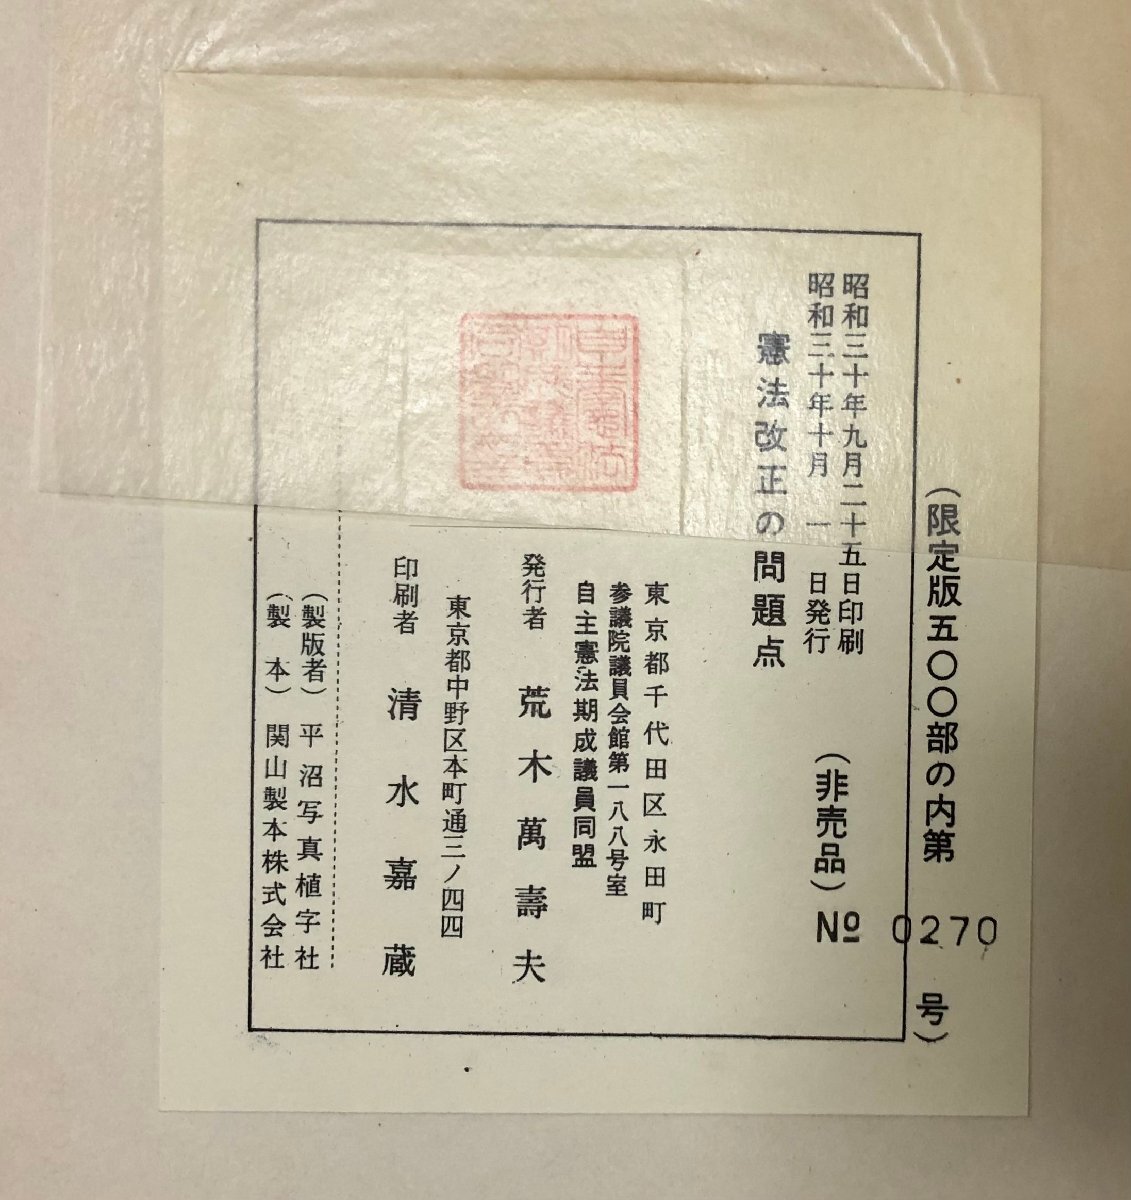 （限定版五〇〇部の内第 0270 号）
昭和三十年九月二十五日印刷
昭和三十年十月 一 日発行
（非売品）
№
憲法改正の問題点
東京都千代田区永田町
参議院議員会館第一八八号室
自主憲法期成議員同盟
発行者 荒木萬壽夫
東京都中野区本町通三ノ四四
印刷者 清水嘉蔵
（製版者） 平沼写真植字社
（製本） 関山製本株式会社